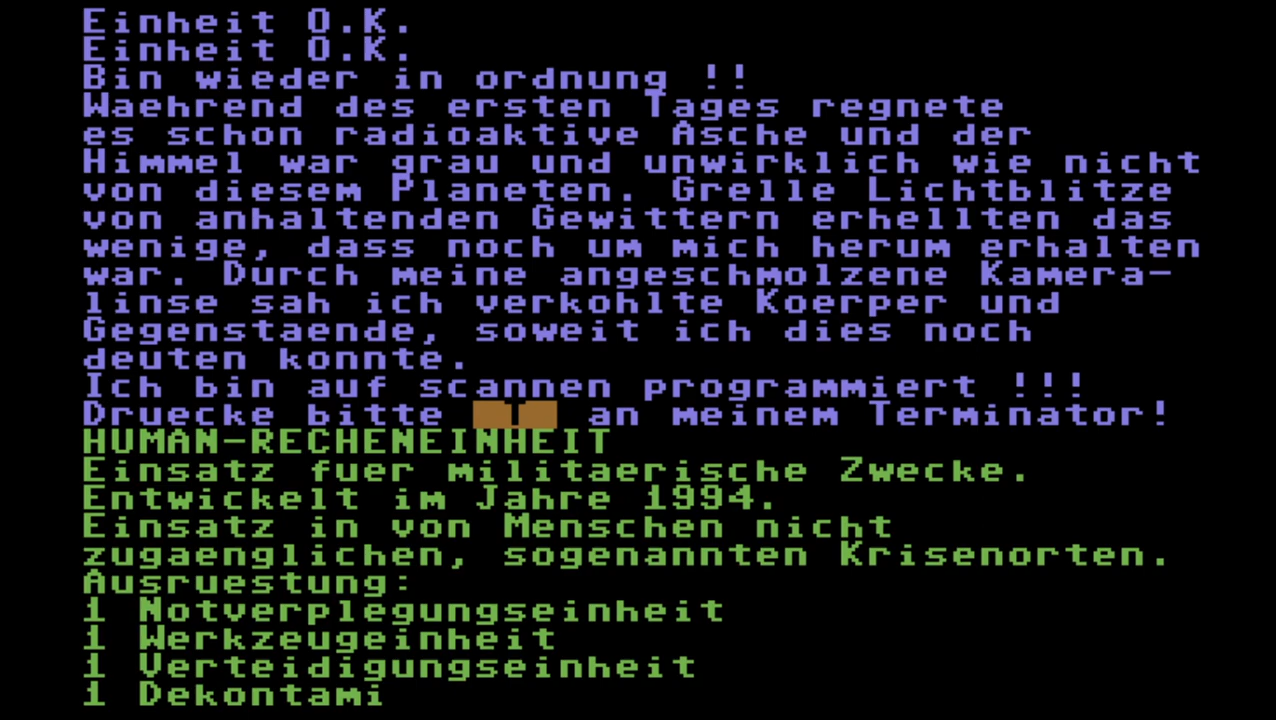 Einheit O.K.
Einheit O.K.
Bin wieder in ordnung !!
Waehrend des ersten Tages regnete
es schon radioaktive Asche und der
Himmel war grau und unwirklich wie nicht
von diesem Planeten. Grelle Lichtblitze
von anhaltenden Gewittern erhellten das
wenige, dass noch um mich herum erhalten
war. Durch meine angeschmolzene Kamera-
linse sah ich verkohlte Koerper und
Gegenstaende, soweit ich dies noch
deuten konnte.
Ich bin auf scannen programmiert !!!
Druecke bitte an meinem Terminator!
HUMAN-RECHENEINHEIT
Einsatz fuer militaerische Zwecke.
Entwickelt im Jahre 1994.
Einsatz in von Menschen nicht
zugaenglichen, sogenannten Krisenorten.
Ausruestung:
1 Notverplegungseinheit
1 Werkzeugeinheit
1 Verteidigungseinheit
1 Dekontami